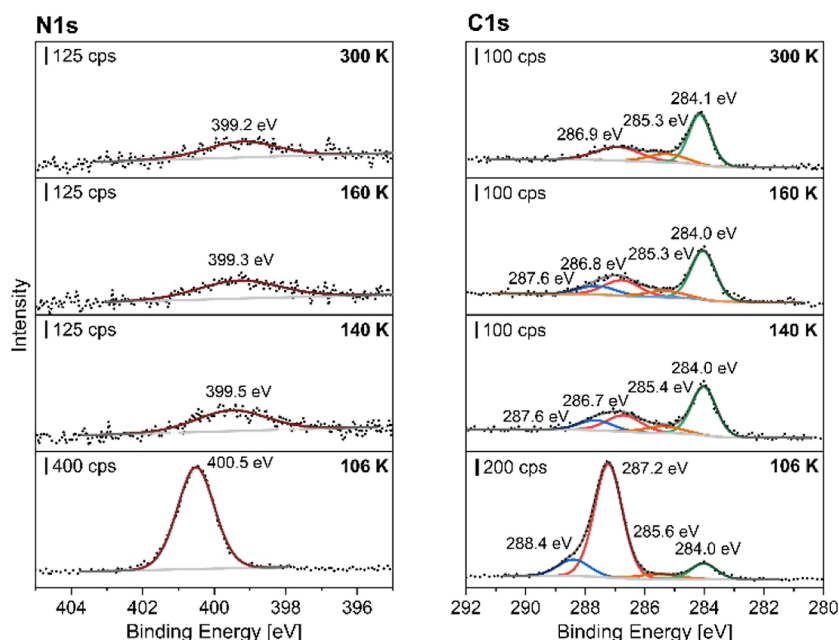 N1s
125 cps 300 K
399.2 eV
125 cps 160 K
399.3 eV
125 cps 140 K
399.5 eV
400 cps 106 K
400.5 eV
Intensity
404 402 400 398 396
Binding Energy [eV]
C1s
100 cps 300 K
284.1 eV
285.3 eV
286.9 eV
100 cps 160 K
284.0 eV
285.3 eV
286.8 eV
287.6 eV
100 cps 140 K
284.0 eV
285.4 eV
286.7 eV
287.6 eV
200 cps 106 K
287.2 eV
285.6 eV
288.4 eV
284.0 eV
292 290 288 286 284 282 280
Binding Energy [eV]